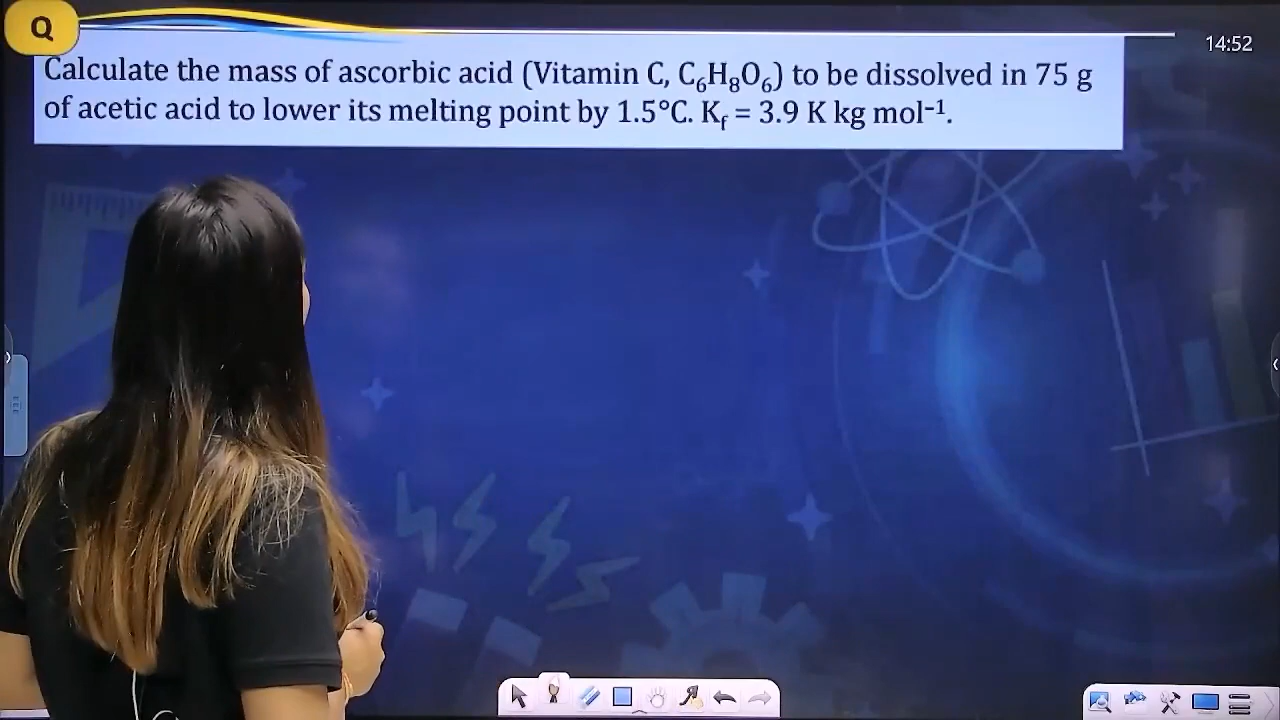 Q
14:52
Calculate the mass of ascorbic acid (Vitamin C, C₆H₈O₆) to be dissolved in 75 g
of acetic acid to lower its melting point by 1.5°C. K_f = 3.9 K kg mol⁻¹.